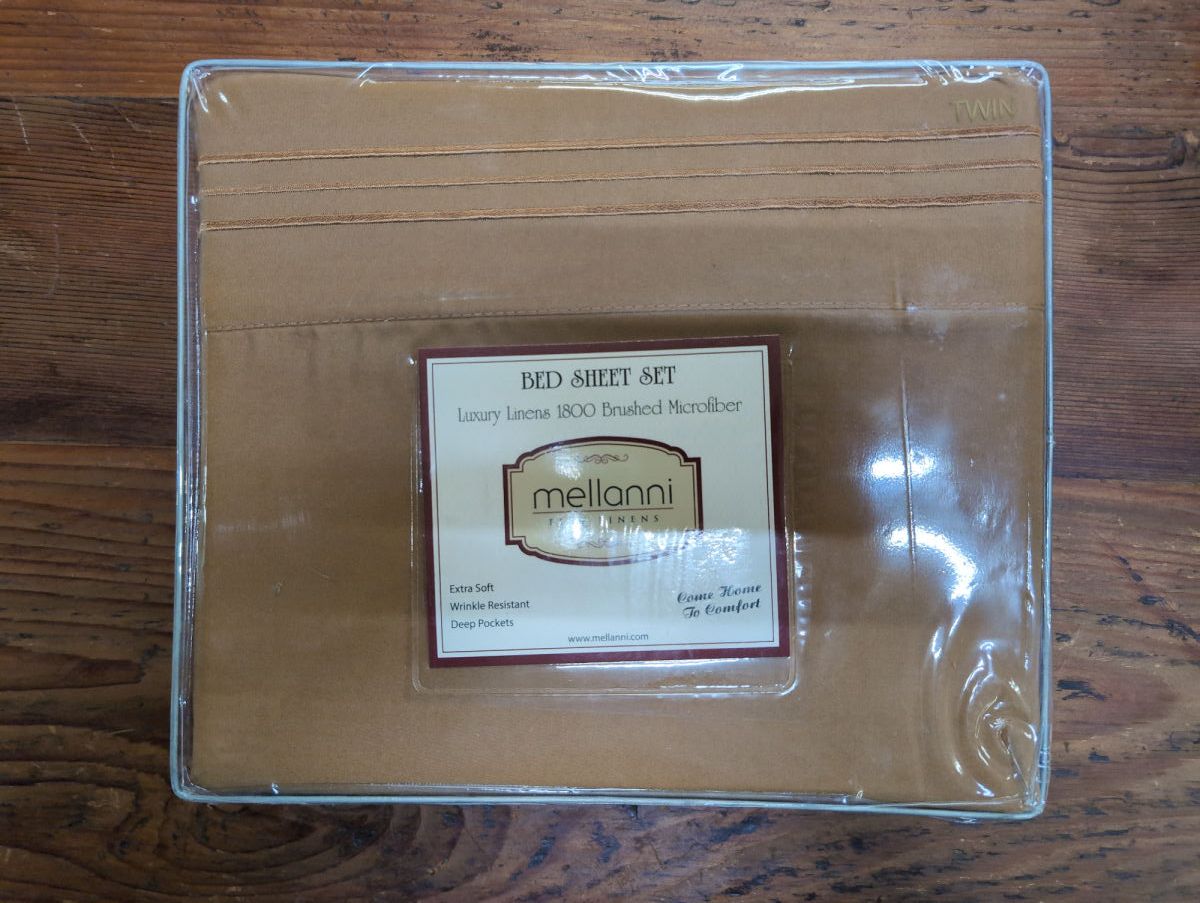 TWIN
BED SHEET SET
Luxury Linens 1800 Brushed Microfiber
mellanni
LINENS
Extra Soft
Wrinkle Resistant
Deep Pockets
Come Home
To Comfort
www.mellanni.com